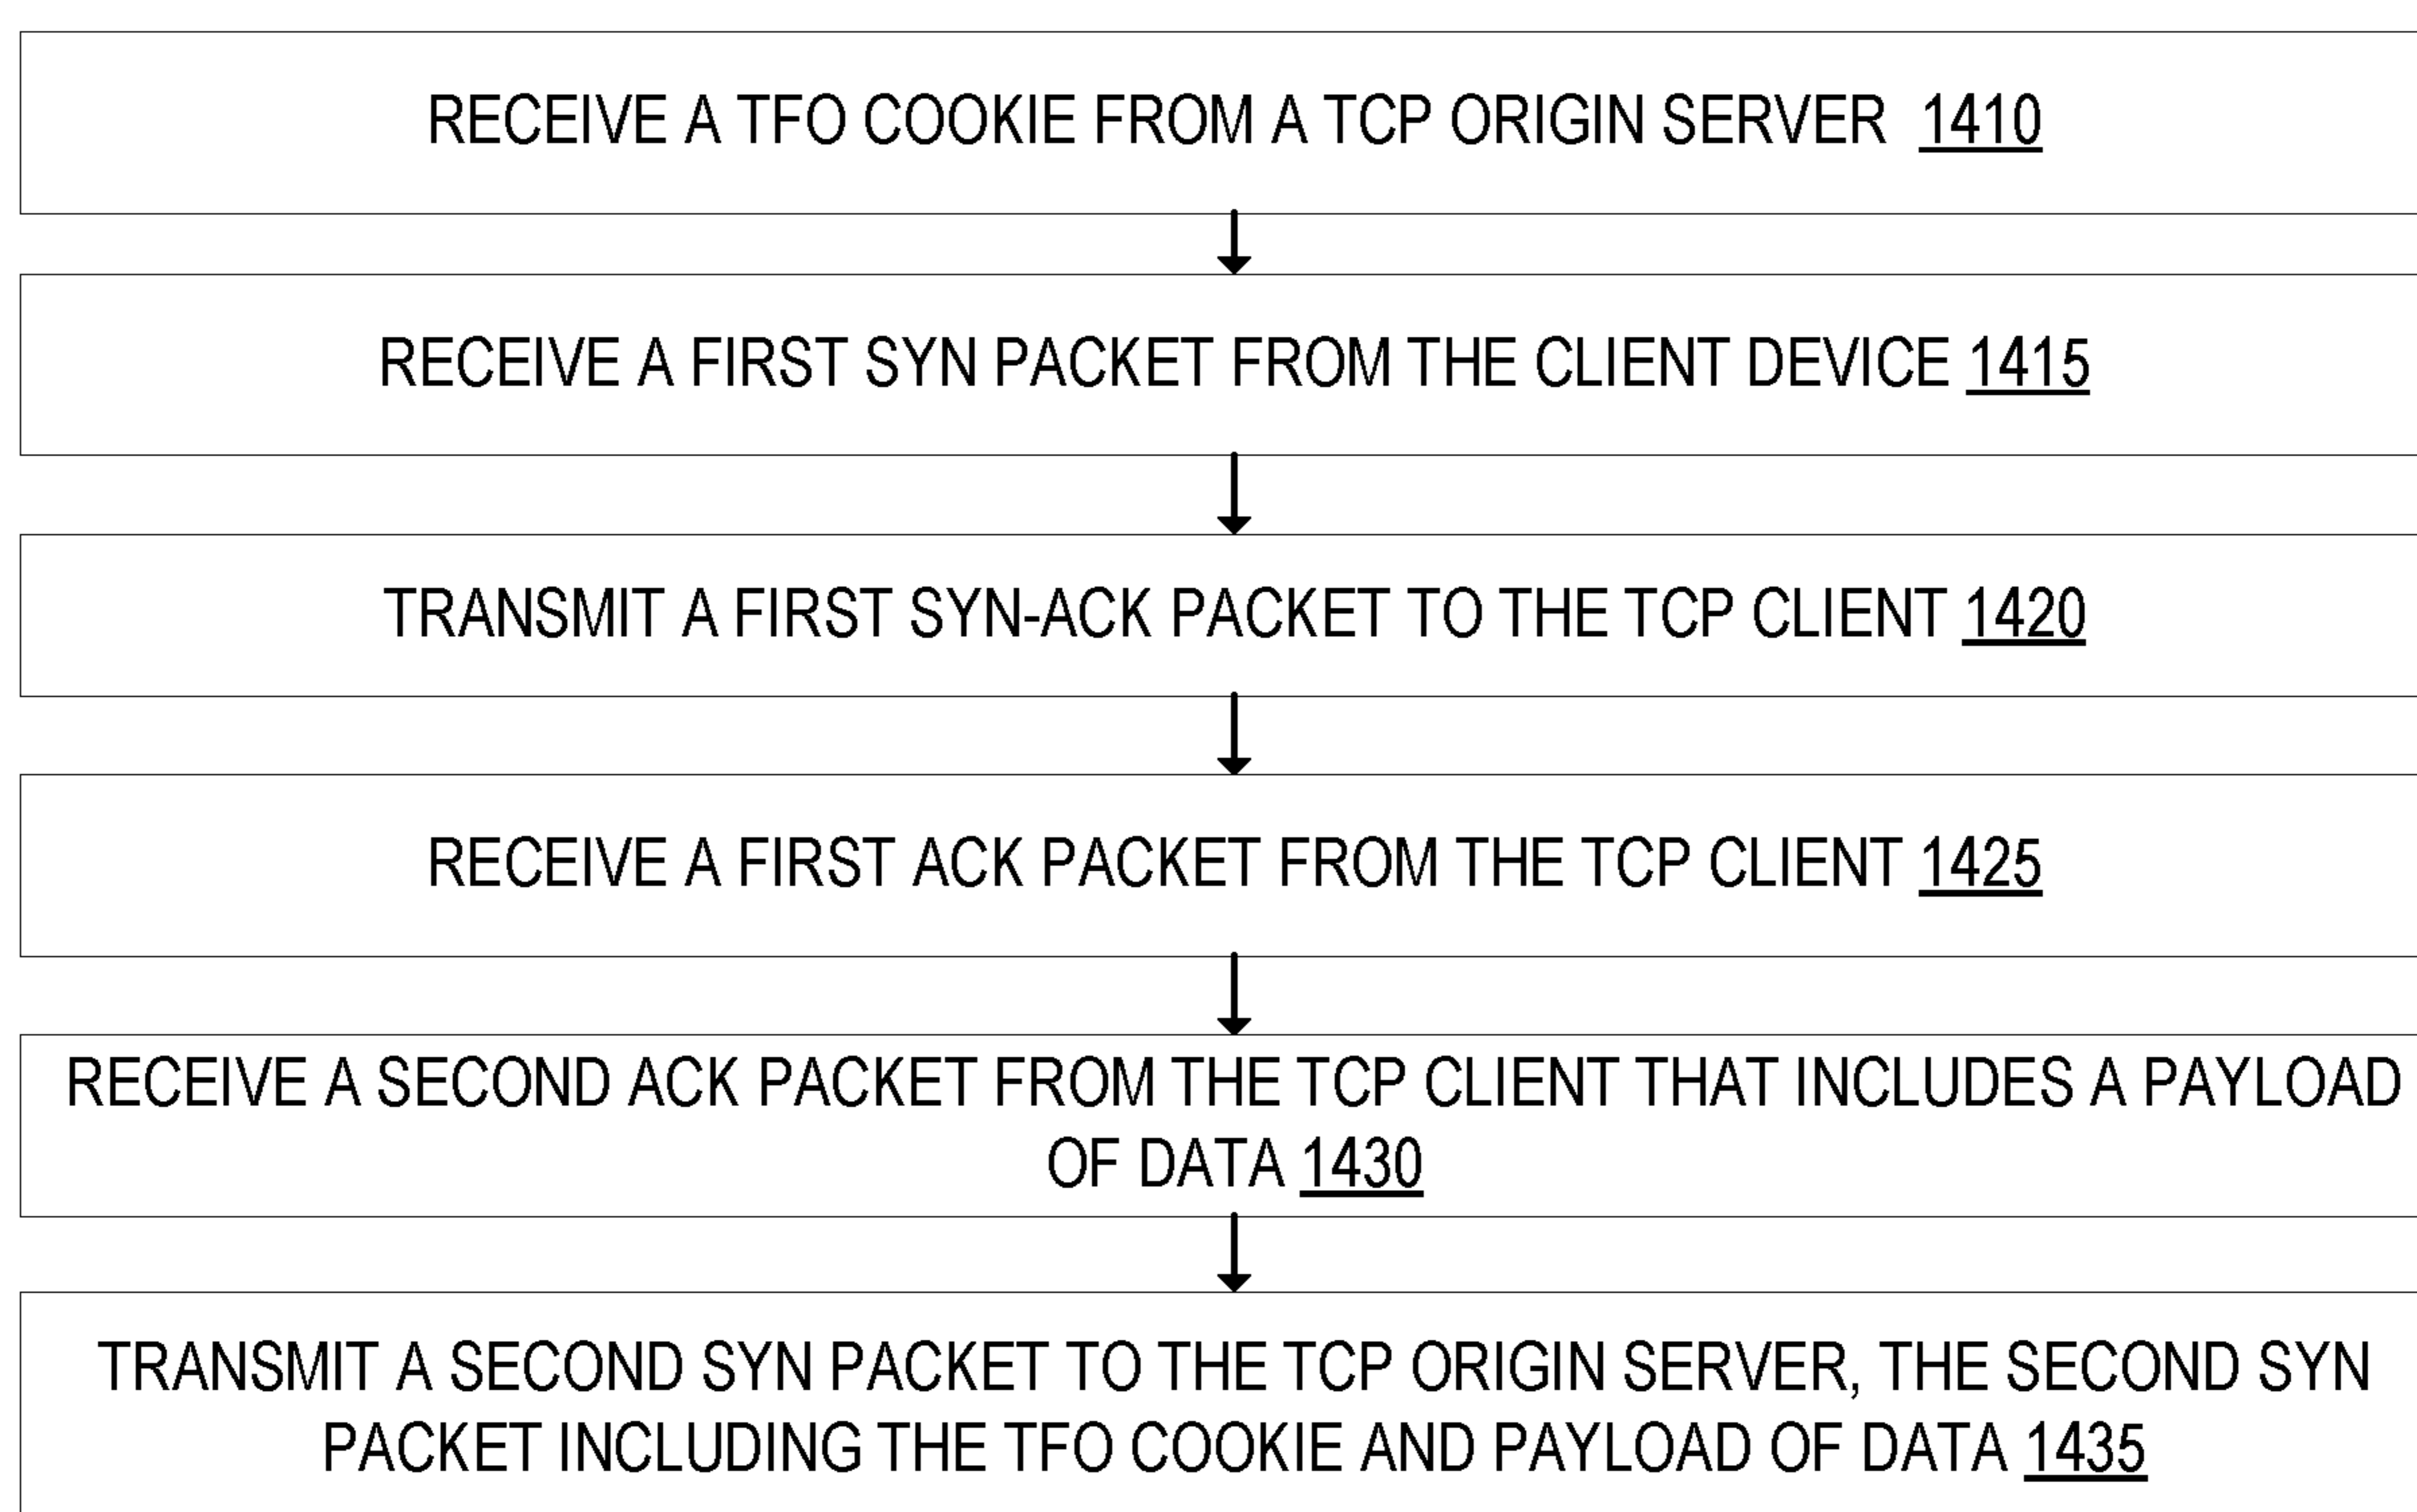 RECEIVE A TFO COOKIE FROM A TCP ORIGIN SERVER 1410
RECEIVE A FIRST SYN PACKET FROM THE CLIENT DEVICE 1415
TRANSMIT A FIRST SYN-ACK PACKET TO THE TCP CLIENT 1420
RECEIVE A FIRST ACK PACKET FROM THE TCP CLIENT 1425
RECEIVE A SECOND ACK PACKET FROM THE TCP CLIENT THAT INCLUDES A PAYLOAD
OF DATA 1430
TRANSMIT A SECOND SYN PACKET TO THE TCP ORIGIN SERVER, THE SECOND SYN
PACKET INCLUDING THE TFO COOKIE AND PAYLOAD OF DATA 1435